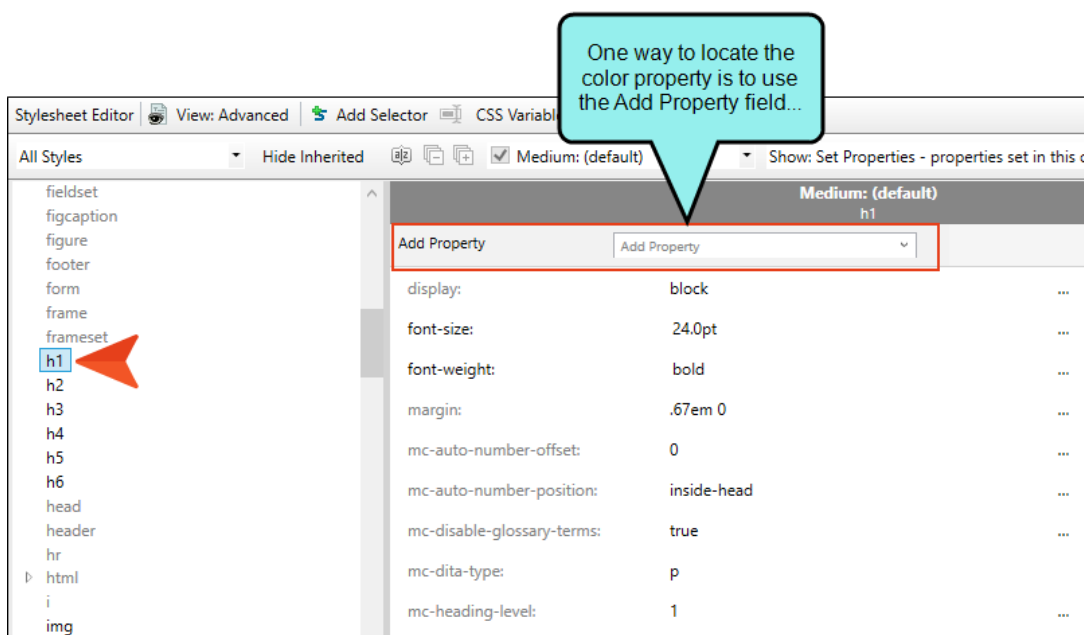 One way to locate the
color property is to use
the Add Property field...
Stylesheet Editor View: Advanced Add Selector CSS Variabl
All Styles Hide Inherited Medium: (default) Show: Set Properties - properties set in this
fieldset
figcaption
figure
footer
form
frame
frameset
h1
h2
h3
h4
h5
h6
head
header
hr
html
i
img
Medium: (default)
h1
Add Property Add Property
display: block ...
font-size: 24.0pt ...
font-weight: bold ...
margin: .67em 0 ...
mc-auto-number-offset: 0 ...
mc-auto-number-position: inside-head ...
mc-disable-glossary-terms: true ...
mc-dita-type: p
mc-heading-level: 1 ...